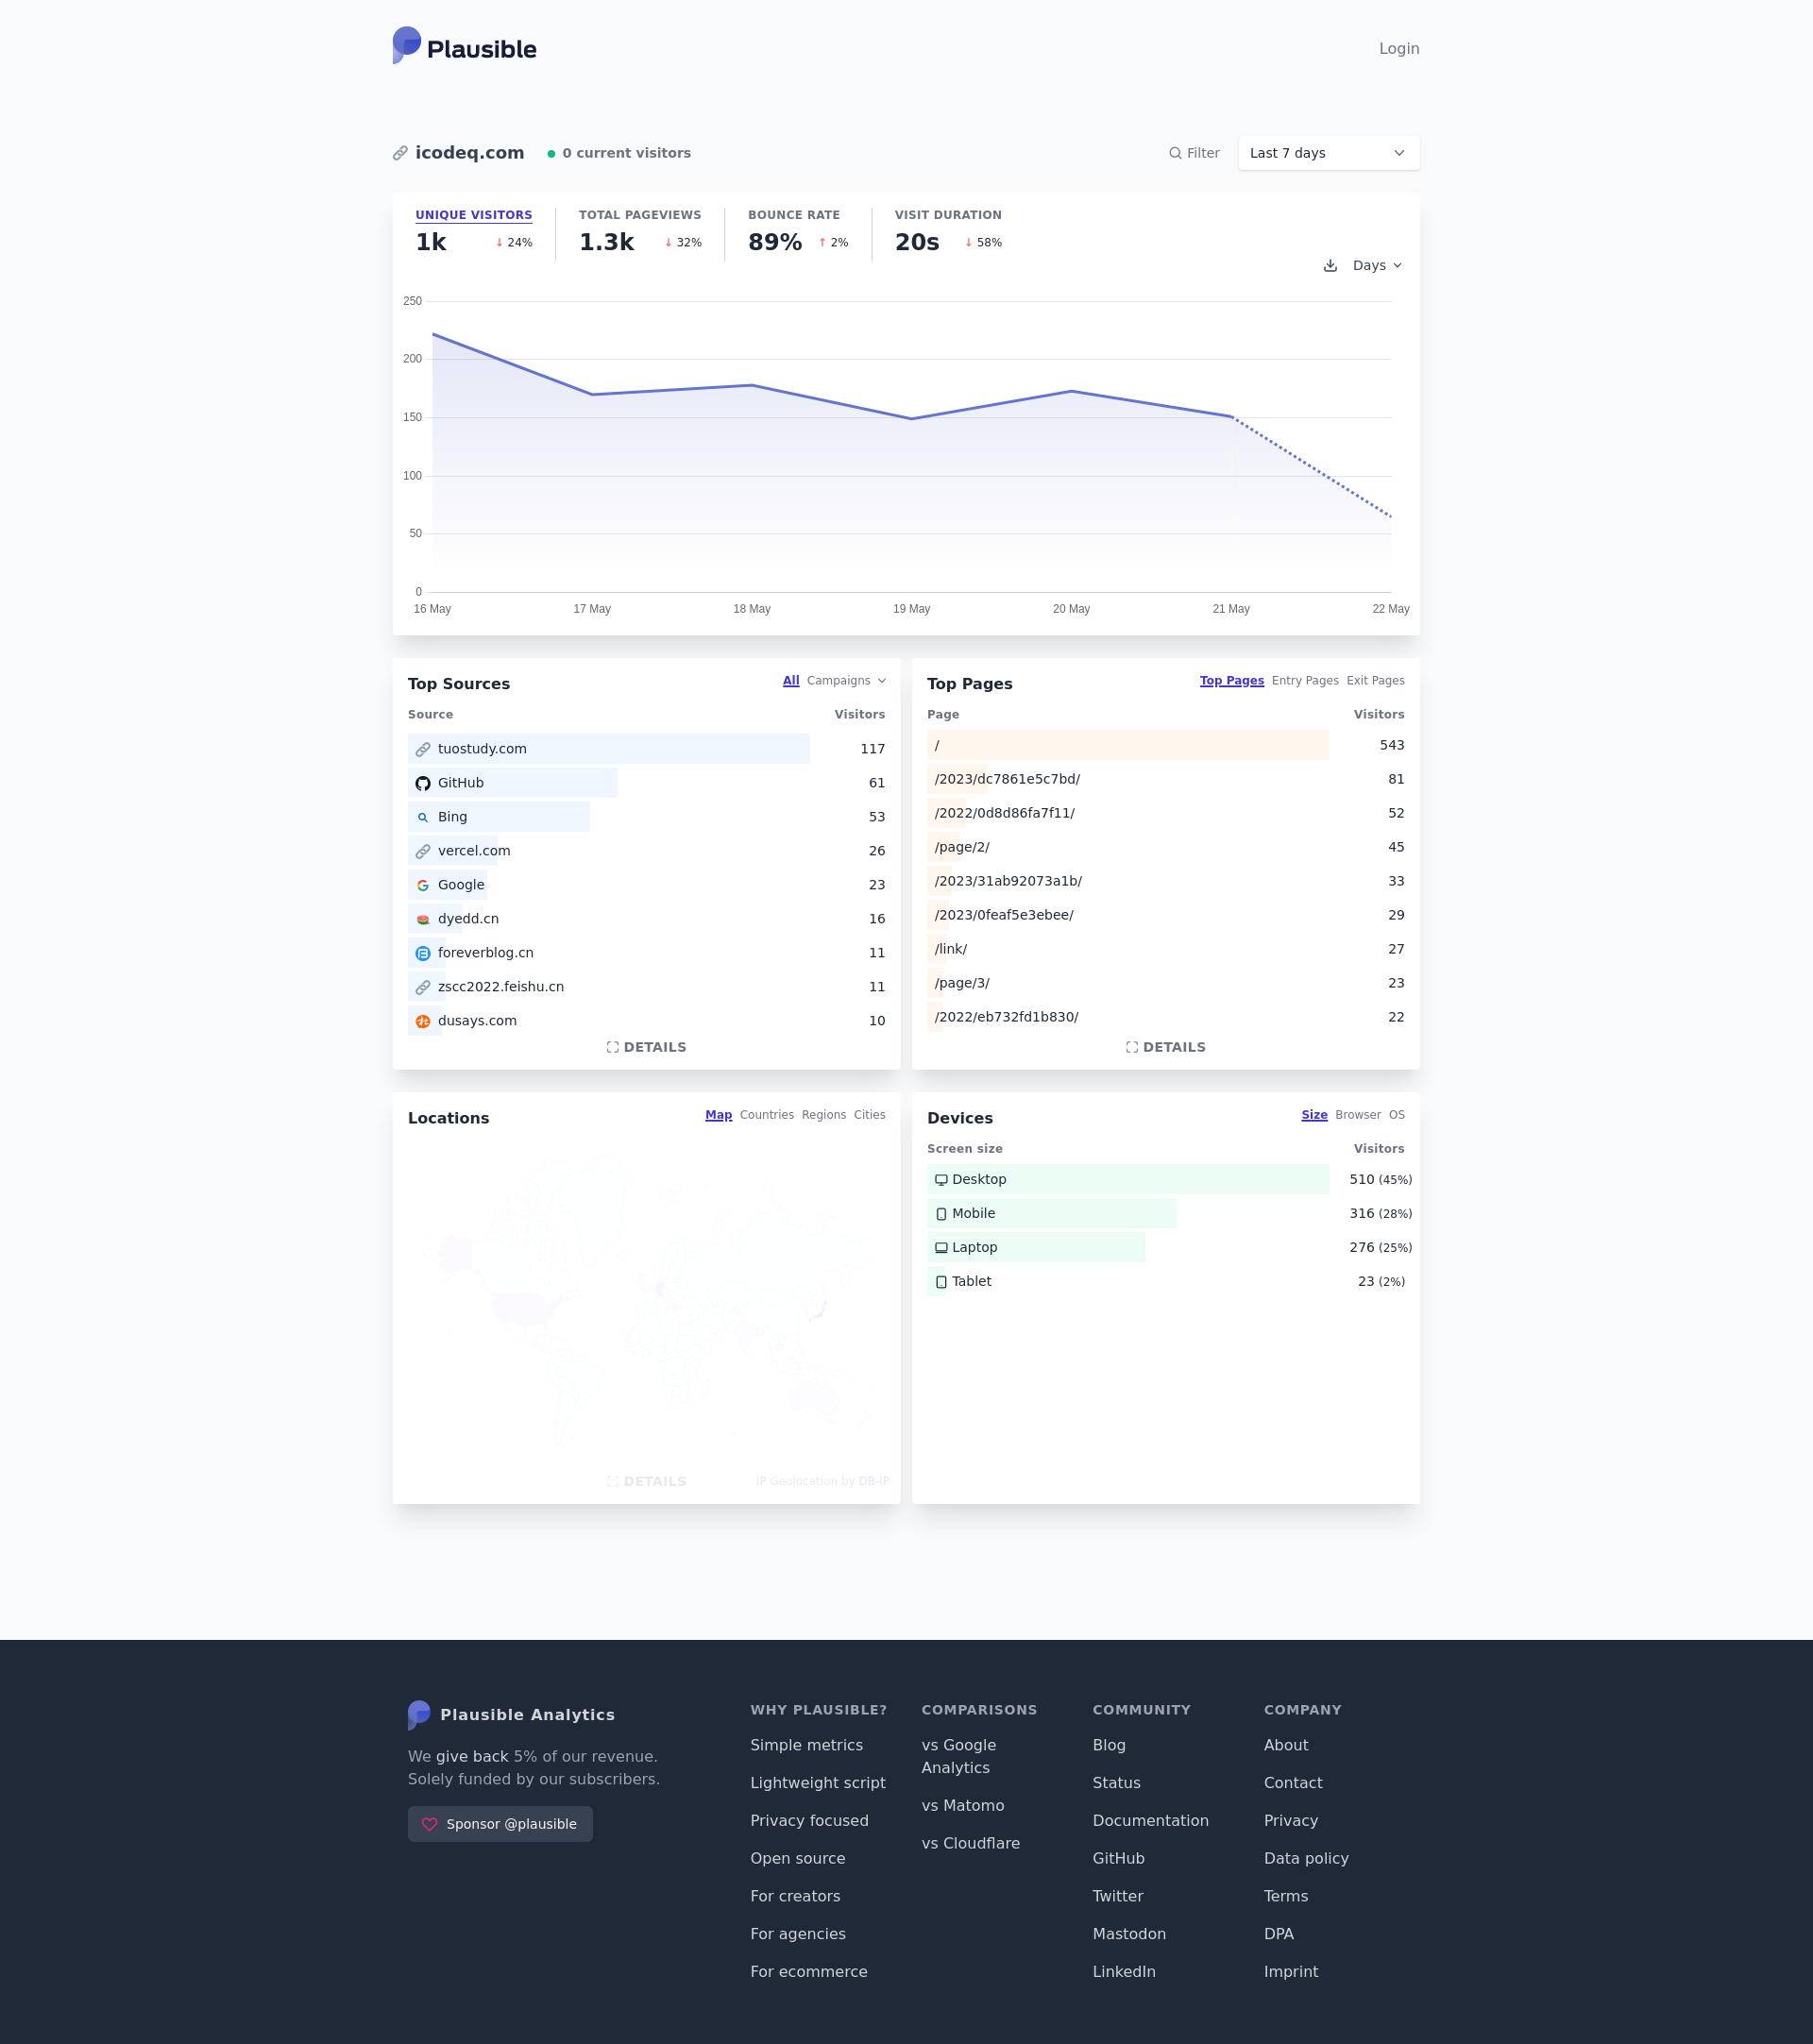 Plausible
Login
icodeq.com
0 current visitors
Filter
Last 7 days
UNIQUE VISITORS
1k ↓ 24%
TOTAL PAGEVIEWS
1.3k ↓ 32%
BOUNCE RATE
89% ↑ 2%
VISIT DURATION
20s ↓ 58%
Days
250
200
150
100
50
0
16 May 17 May 18 May 19 May 20 May 21 May 22 May
Top Sources
All Campaigns
Source Visitors
tuostudy.com 117
GitHub 61
Bing 53
vercel.com 26
Google 23
dyedd.cn 16
foreverblog.cn 11
zscc2022.feishu.cn 11
dusays.com 10
DETAILS
Top Pages
Top Pages Entry Pages Exit Pages
Page Visitors
/ 543
/2023/dc7861e5c7bd/ 81
/2022/0d8d86fa7f11/ 52
/page/2/ 45
/2023/31ab92073a1b/ 33
/2023/0feaf5e3ebee/ 29
/link/ 27
/page/3/ 23
/2022/eb732fd1b830/ 22
DETAILS
Locations
Map Countries Regions Cities
DETAILS
IP Geolocation by DB-IP
Devices
Size Browser OS
Screen size Visitors
Desktop 510 (45%)
Mobile 316 (28%)
Laptop 276 (25%)
Tablet 23 (2%)
Plausible Analytics
We give back 5% of our revenue.
Solely funded by our subscribers.
Sponsor @plausible
WHY PLAUSIBLE?
Simple metrics
Lightweight script
Privacy focused
Open source
For creators
For agencies
For ecommerce
COMPARISONS
vs Google
Analytics
vs Matomo
vs Cloudflare
COMMUNITY
Blog
Status
Documentation
GitHub
Twitter
Mastodon
LinkedIn
COMPANY
About
Contact
Privacy
Data policy
Terms
DPA
Imprint